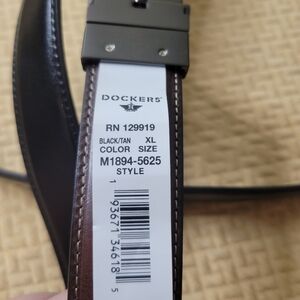 DOCKERS
RN 129919
BLACK/TAN XL
COLOR SIZE
M1894-5625
STYLE
1 93671 34618 5